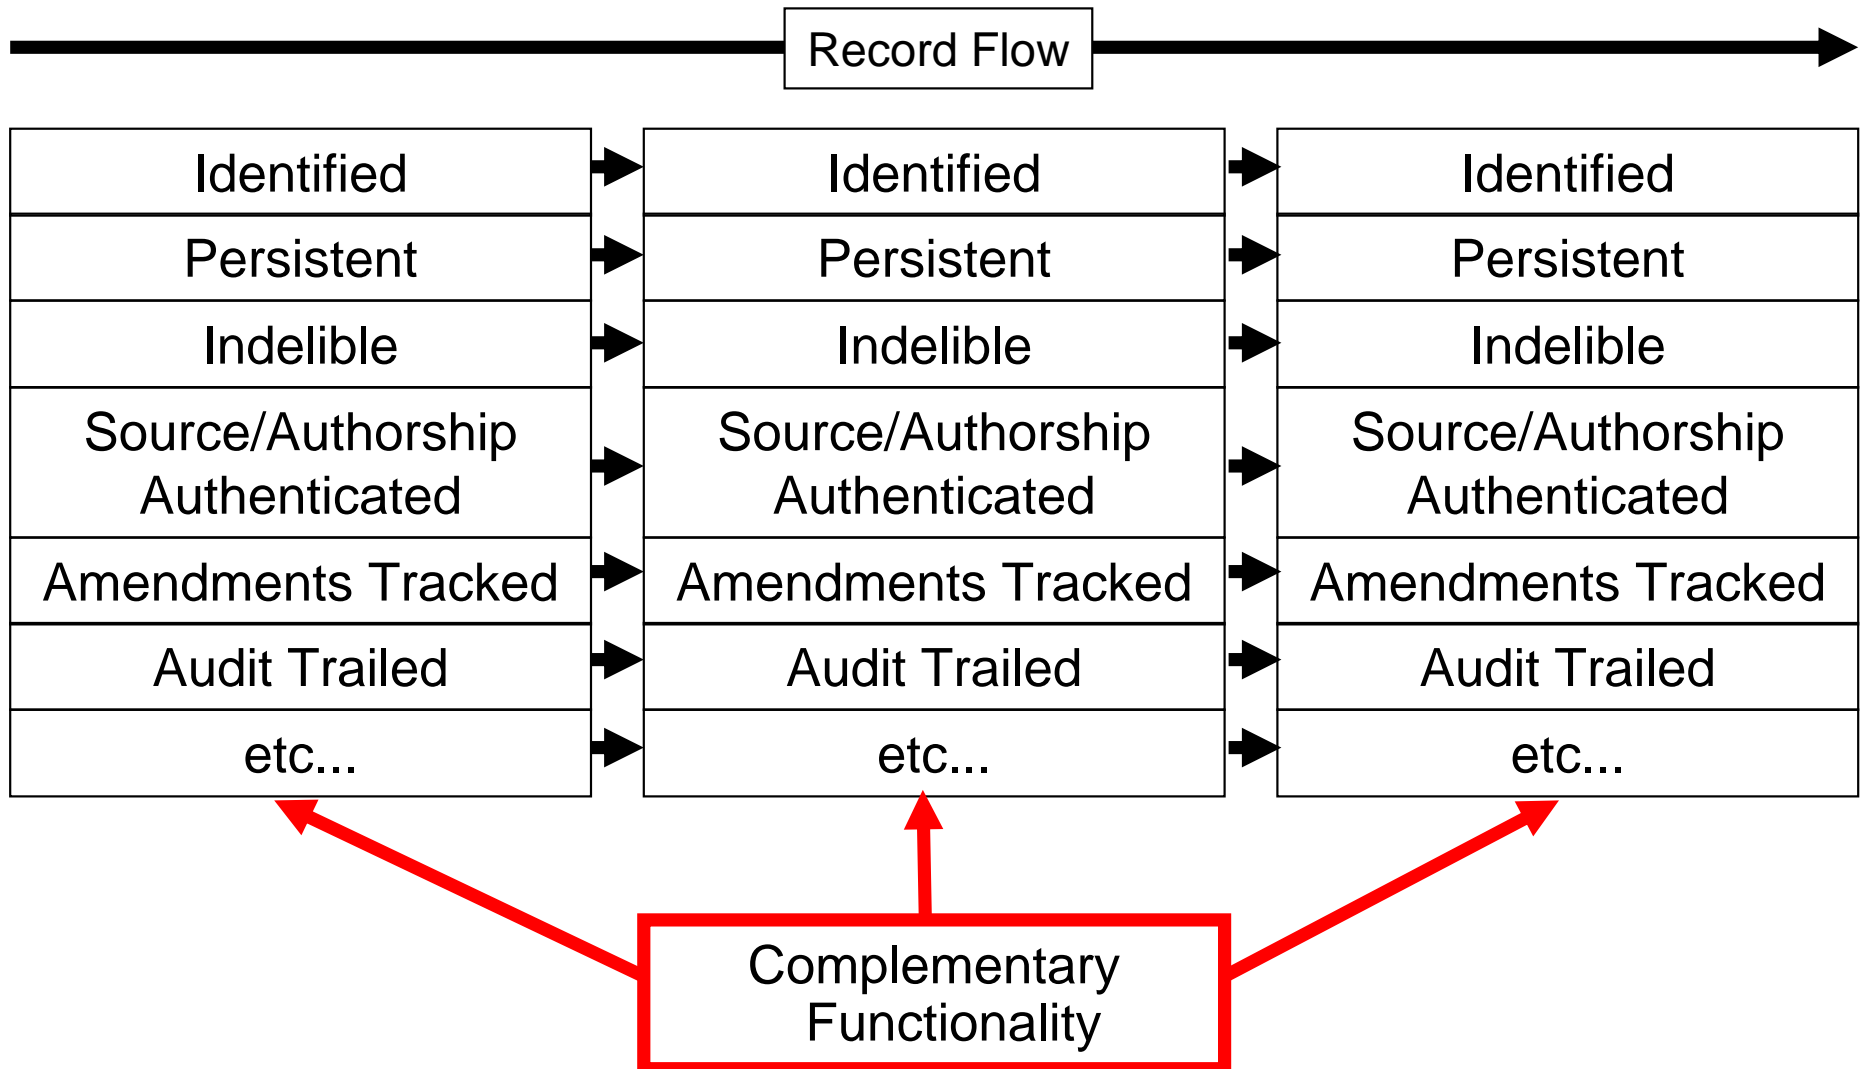 Record Flow
Identified
Identified
Identified
Persistent
Persistent
Persistent
Indelible
Indelible
Indelible
Source/Authorship
Authenticated
Source/Authorship
Authenticated
Source/Authorship
Authenticated
Amendments Tracked
Amendments Tracked
Amendments Tracked
Audit Trailed
Audit Trailed
Audit Trailed
etc...
etc...
etc...
Complementary
Functionality